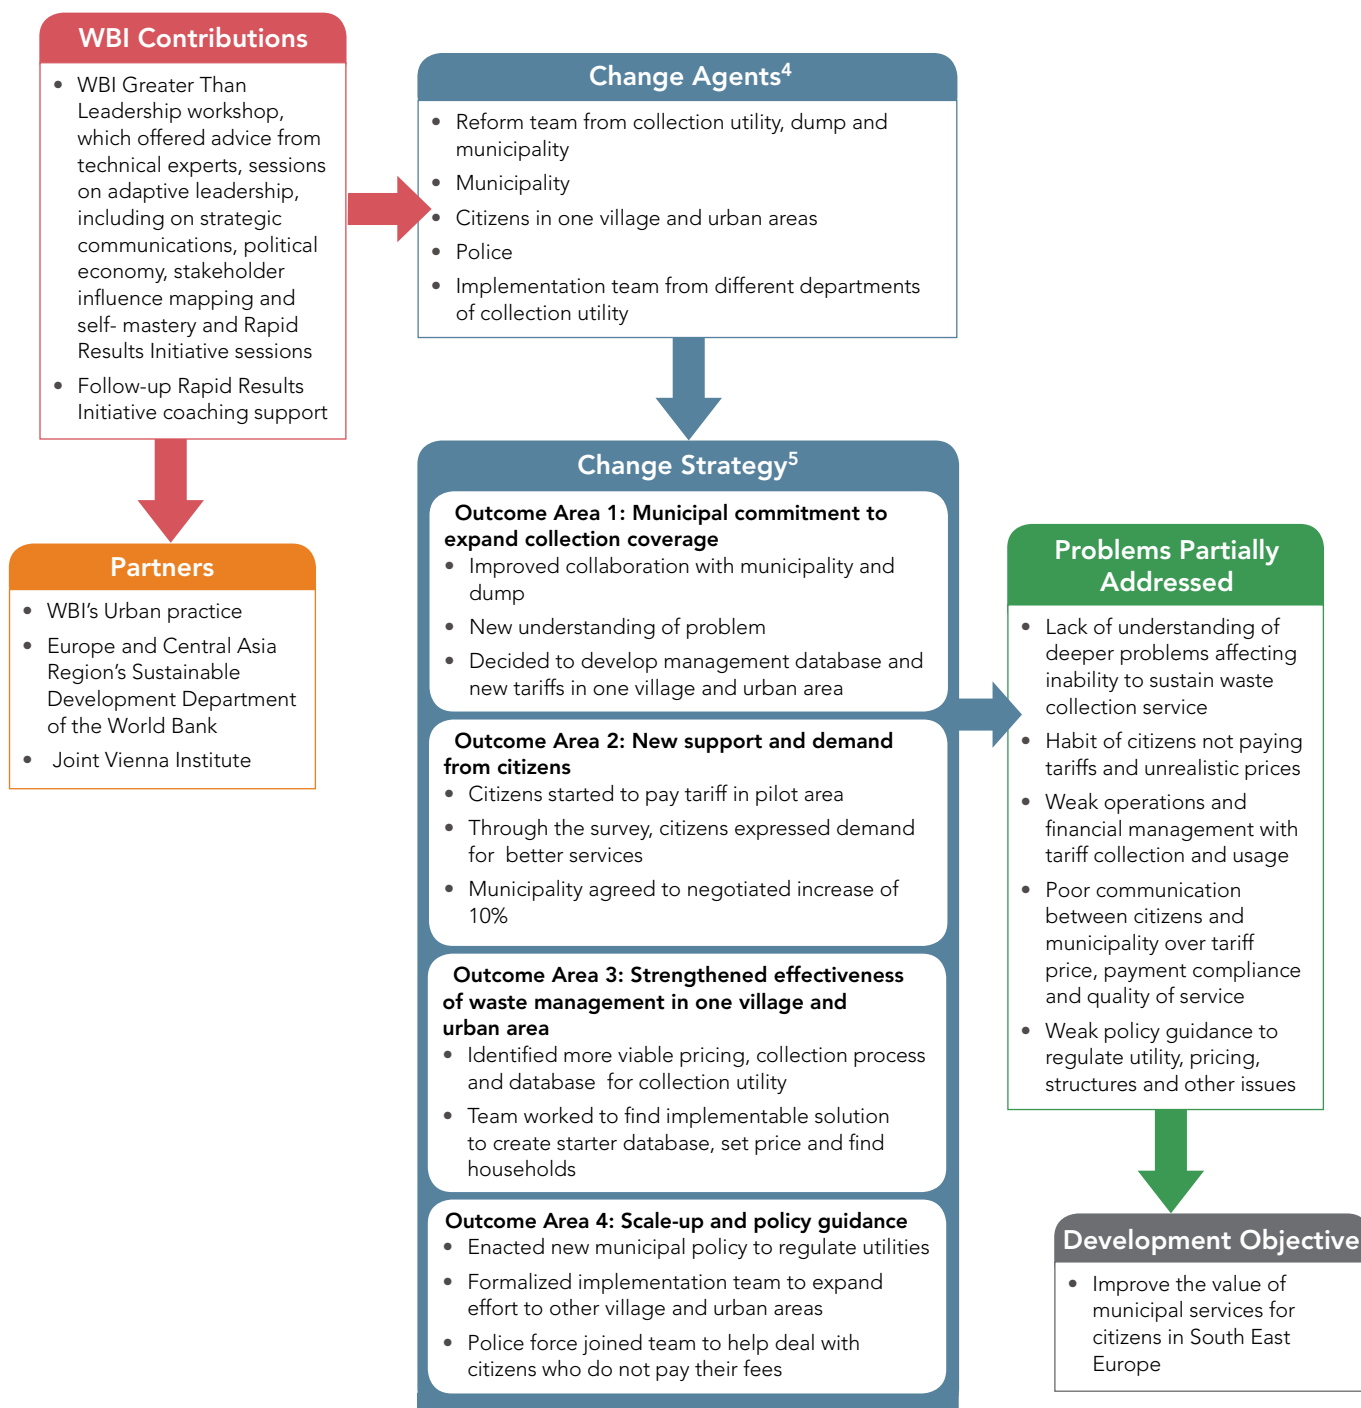 WBI Contributions
• WBI Greater Than
Leadership workshop,
which offered advice from
technical experts, sessions
on adaptive leadership,
including on strategic
communications, political
economy, stakeholder
influence mapping and
self- mastery and Rapid
Results Initiative sessions
• Follow-up Rapid Results
Initiative coaching support
Partners
• WBI's Urban practice
• Europe and Central Asia
Region's Sustainable
Development Department
of the World Bank
• Joint Vienna Institute
Change Agents4
• Reform team from collection utility, dump and
municipality
• Municipality
• Citizens in one village and urban areas
• Police
• Implementation team from different departments
of collection utility
Change Strategy5
Outcome Area 1: Municipal commitment to
expand collection coverage
• Improved collaboration with municipality and
dump
• New understanding of problem
• Decided to develop management database and
new tariffs in one village and urban area
Outcome Area 2: New support and demand
from citizens
• Citizens started to pay tariff in pilot area
• Through the survey, citizens expressed demand
for better services
• Municipality agreed to negotiated increase of
10%
Outcome Area 3: Strengthened effectiveness
of waste management in one village and
urban area
• Identified more viable pricing, collection process
and database for collection utility
• Team worked to find implementable solution
to create starter database, set price and find
households
Outcome Area 4: Scale-up and policy guidance
• Enacted new municipal policy to regulate utilities
• Formalized implementation team to expand
effort to other village and urban areas
• Police force joined team to help deal with
citizens who do not pay their fees
Problems Partially
Addressed
• Lack of understanding of
deeper problems affecting
inability to sustain waste
collection service
• Habit of citizens not paying
tariffs and unrealistic prices
• Weak operations and
financial management with
tariff collection and usage
• Poor communication
between citizens and
municipality over tariff
price, payment compliance
and quality of service
• Weak policy guidance to
regulate utility, pricing,
structures and other issues
Development Objective
• Improve the value of
municipal services for
citizens in South East
Europe